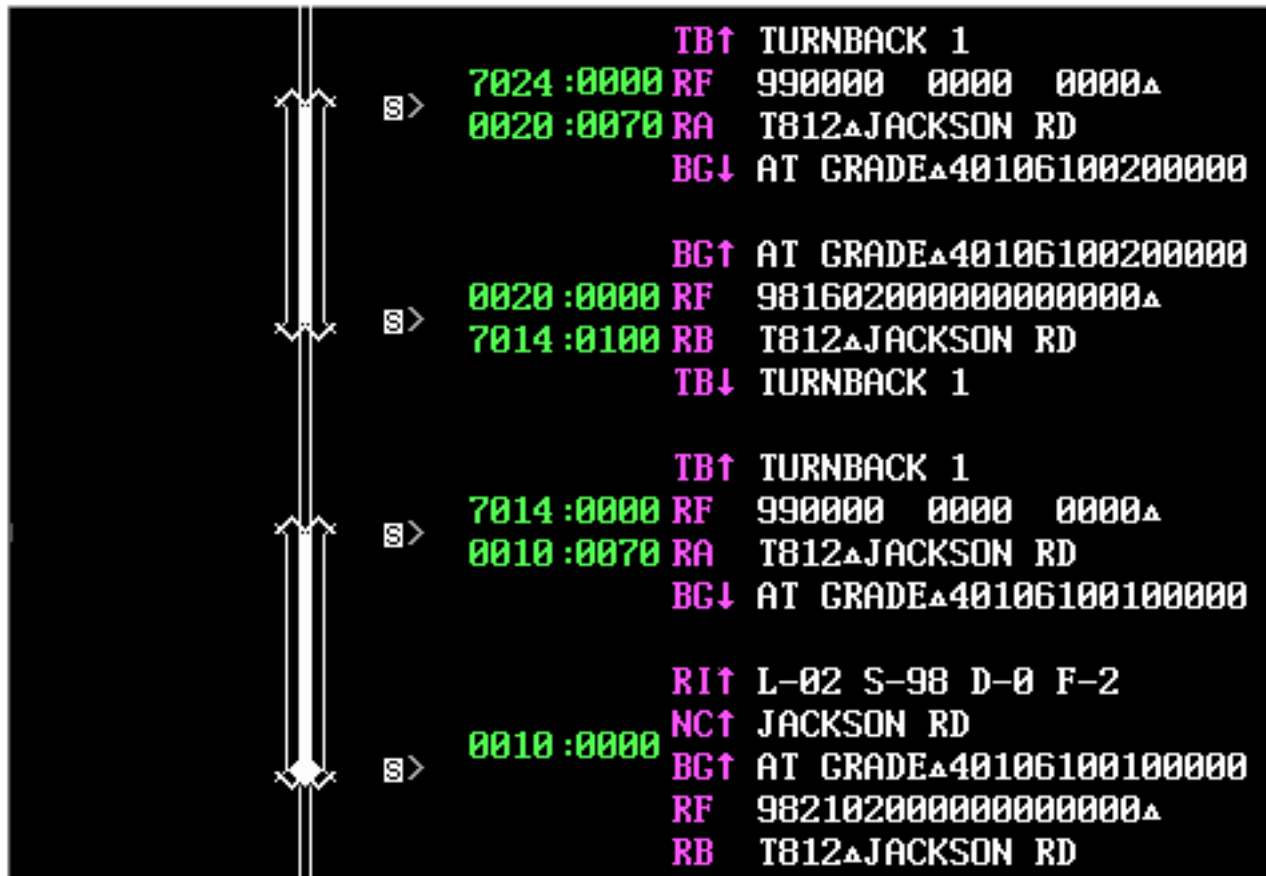 TB↑ TURNBACK 1
S> 7024:0000 RF 990000 0000 0000▵
0020:0070 RA T812▵JACKSON RD
BG↓ AT GRADE▵40106100200000
BG↑ AT GRADE▵40106100200000
S> 0020:0000 RF 981602000000000000▵
7014:0100 RB T812▵JACKSON RD
TB↓ TURNBACK 1
TB↑ TURNBACK 1
S> 7014:0000 RF 990000 0000 0000▵
0010:0070 RA T812▵JACKSON RD
BG↓ AT GRADE▵40106100100000
RI↑ L-02 S-98 D-0 F-2
NC↑ JACKSON RD
S> 0010:0000 BG↑ AT GRADE▵40106100100000
RF 982102000000000000▵
RB T812▵JACKSON RD